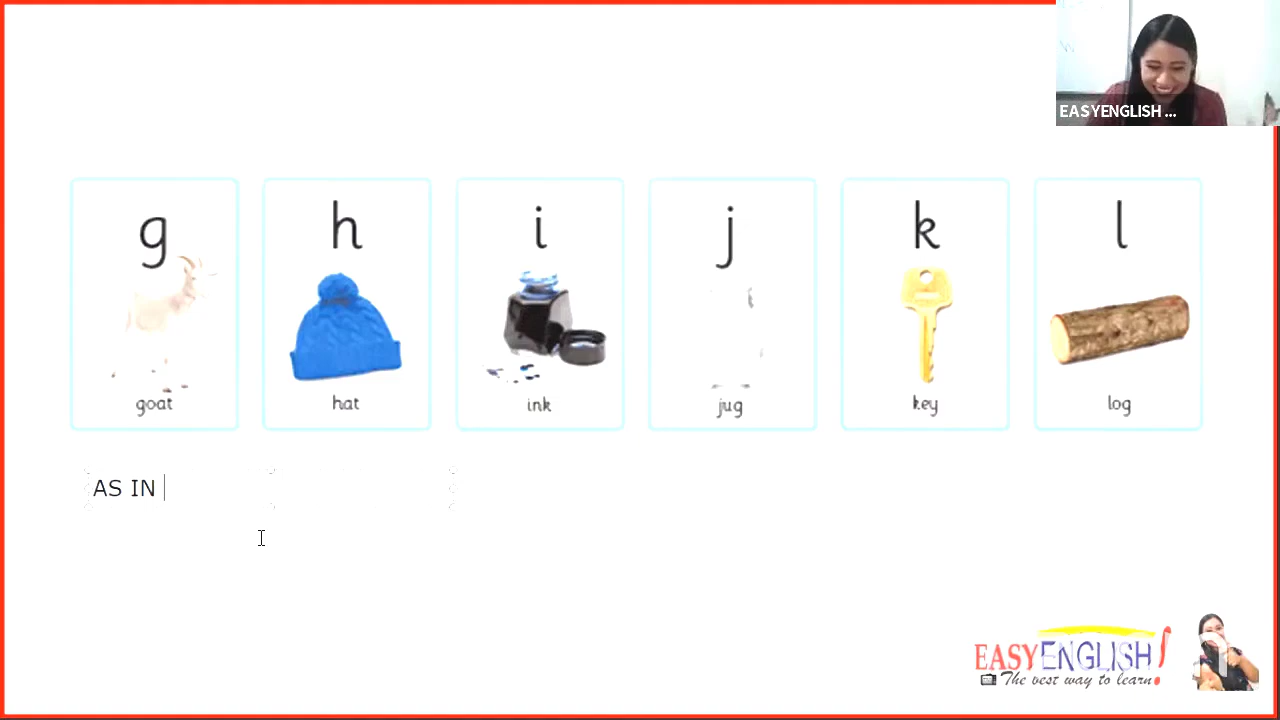 EASYENGLISH ...
g h i j k l
goat hat ink jug key log
AS IN
EASYENGLISH!
The best way to learn!